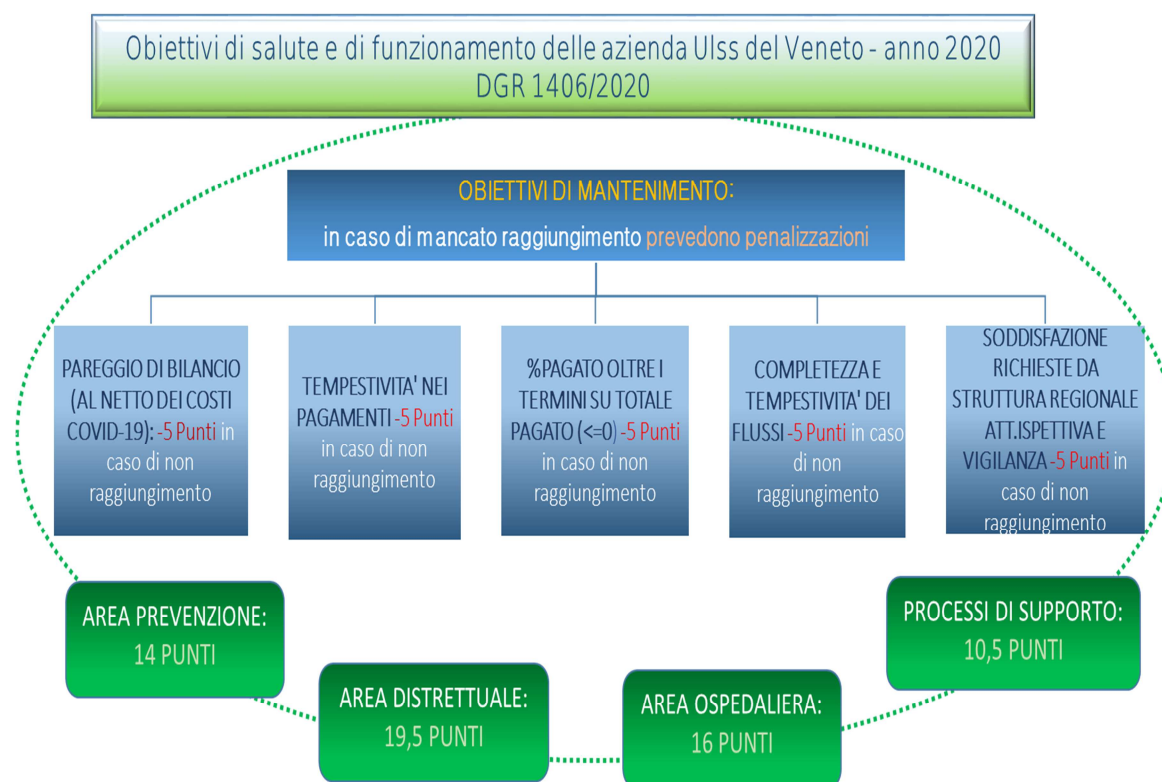 Obiettivi di salute e di funzionamento delle azienda Ulss del Veneto - anno 2020
DGR 1406/2020
OBIETTIVI DI MANTENIMENTO:
in caso di mancato raggiungimento prevedono penalizzazioni
PAREGGIO DI BILANCIO
(AL NETTO DEI COSTI
COVID-19): -5 Punti in
caso di non
raggiungimento
TEMPESTIVITA' NEI
PAGAMENTI -5 Punti
in caso di non
raggiungimento
%PAGATO OLTRE I
TERMINI SU TOTALE
PAGATO (<=0) -5 Punti
in caso di non
raggiungimento
COMPLETEZZA E
TEMPESTIVITA' DEI
FLUSSI -5 Punti in caso
di non
raggiungimento
SODDISFAZIONE
RICHIESTE DA
STRUTTURA REGIONALE
ATT.ISPETTIVA E
VIGILANZA -5 Punti in
caso di non
raggiungimento
AREA PREVENZIONE:
14 PUNTI
AREA DISTRETTUALE:
19,5 PUNTI
AREA OSPEDALIERA:
16 PUNTI
PROCESSI DI SUPPORTO:
10,5 PUNTI